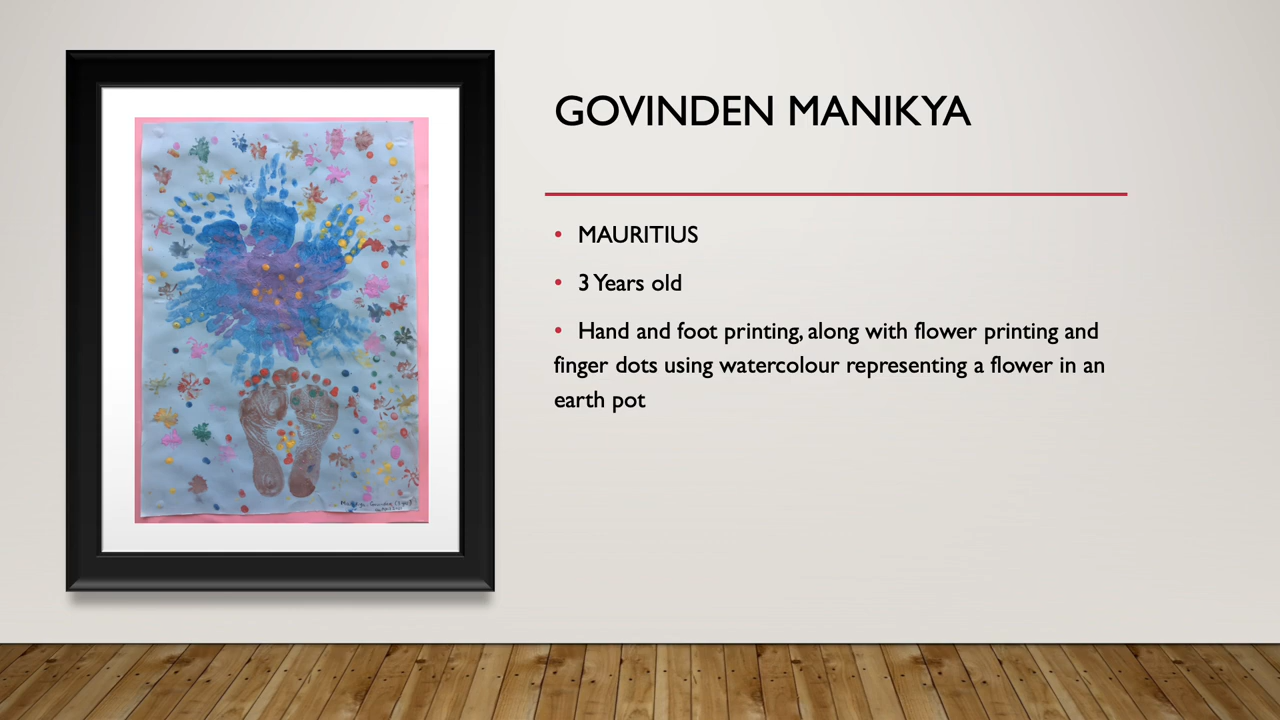 GOVINDEN MANIKYA
• MAURITIUS
• 3 Years old
• Hand and foot printing, along with flower printing and
finger dots using watercolour representing a flower in an
earth pot